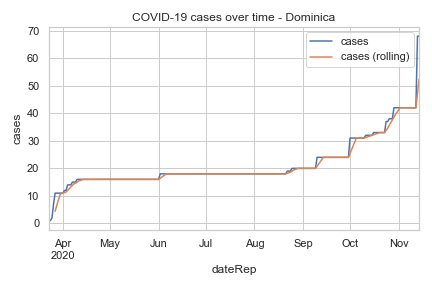 COVID-19 cases over time - Dominica
cases
cases (rolling)
70
60
50
40
30
20
10
0
cases
Apr
2020
May
Jun
Jul
Aug
Sep
Oct
Nov
dateRep